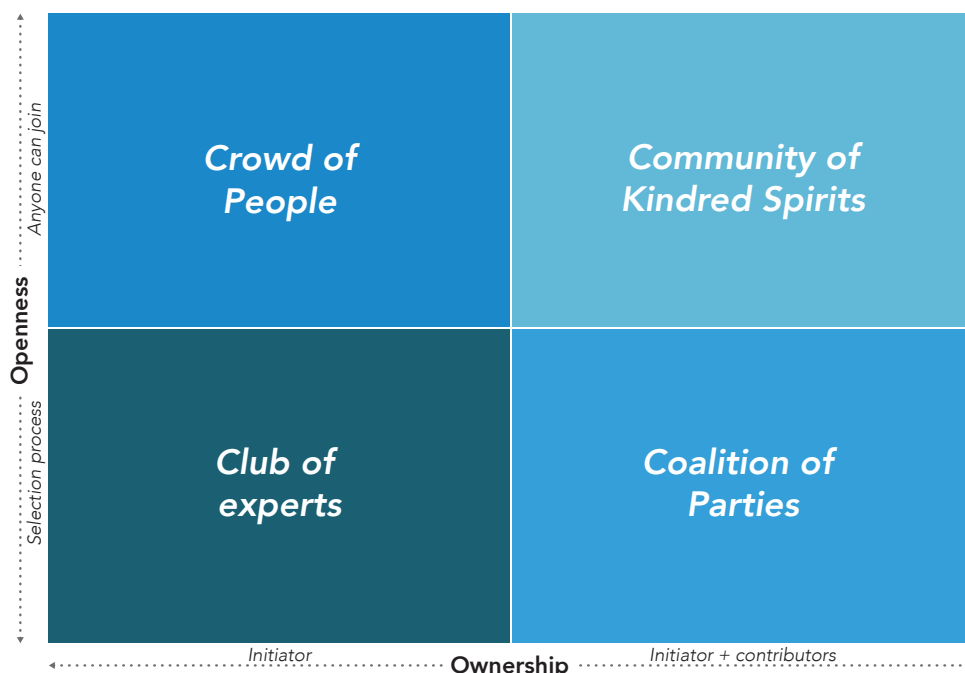 Anyone can join
Openness
Selection process
Crowd of
People
Community of
Kindred Spirits
Club of
experts
Coalition of
Parties
Initiator
Ownership
Initiator + contributors